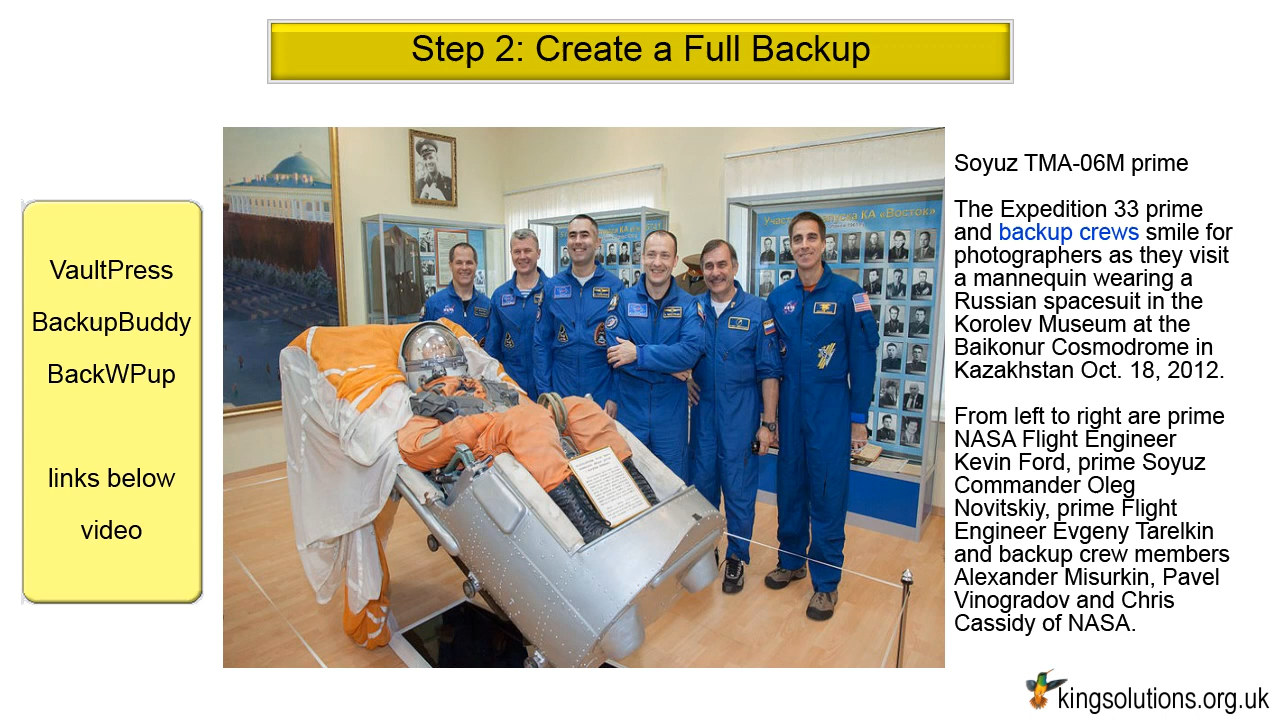 Step 2: Create a Full Backup
VaultPress
BackupBuddy
BackWPup
links below
video
Участ
ка КА «Восток»
Soyuz TMA-06M prime
The Expedition 33 prime
and backup crews smile for
photographers as they visit
a mannequin wearing a
Russian spacesuit in the
Korolev Museum at the
Baikonur Cosmodrome in
Kazakhstan Oct. 18, 2012.
From left to right are prime
NASA Flight Engineer
Kevin Ford, prime Soyuz
Commander Oleg
Novitskiy, prime Flight
Engineer Evgeny Tarelkin
and backup crew members
Alexander Misurkin, Pavel
Vinogradov and Chris
Cassidy of NASA.
kingsolutions.org.uk